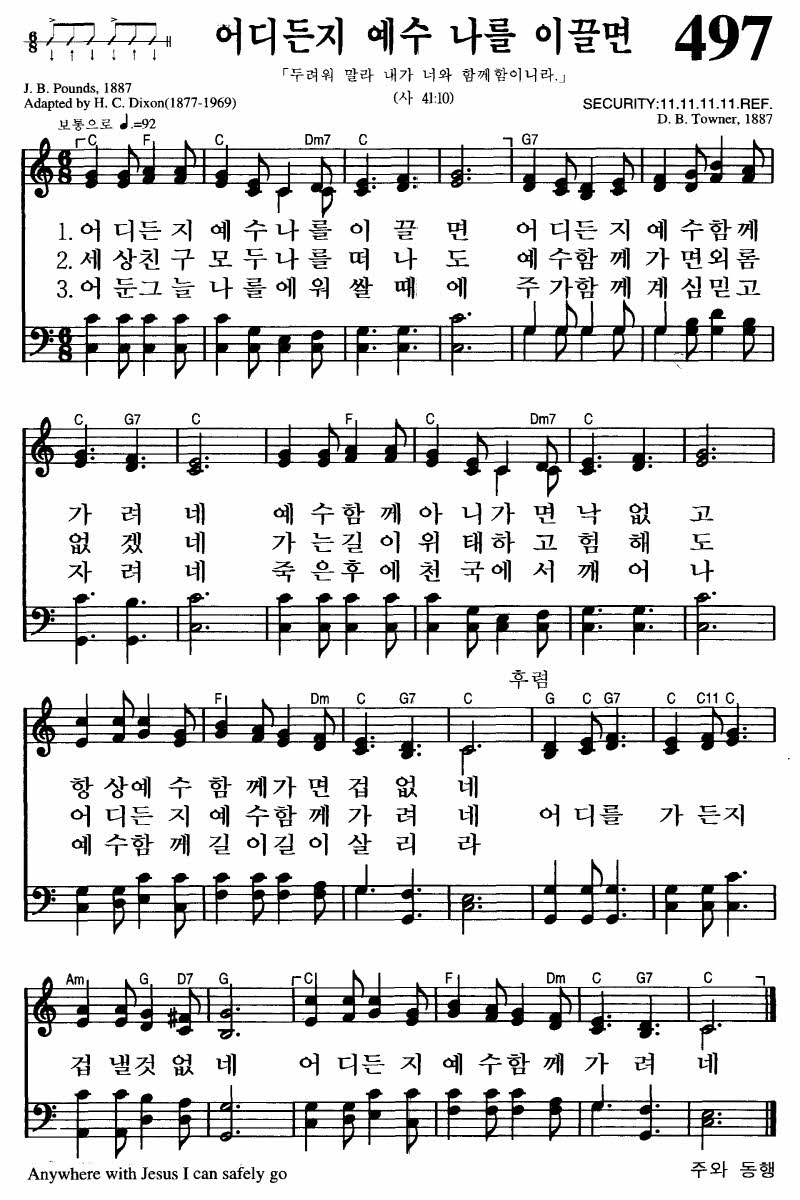 어디든지 예수 나를 이끌면 497
「두려워 말라 내가 너와 함께함이니라.」
(사 41:10)
J. B. Pounds, 1887
Adapted by H. C. Dixon(1877-1969)
SECURITY:11.11.11.11.REF.
D. B. Towner, 1887
보통으로 ♩.=92
C F C Dm7 C G7
1. 어 디든 지 예 수나 를 이 끌 면 어 디든 지 예 수함 께
2. 세 상친 구 모 두나 를 떠 나 도 예 수함 께 가 면외 롬
3. 어 둔그 늘 나 를에 워 쌀 때 에 주 가함 께 계 심믿 고
C G7 C F C Dm7 C
가 려 네 예 수함 께 아 니가 면 낙 없 고
없 겠 네 가 는길 이 위 태하 고 험 해 도
자 려 네 죽 은후 에 천 국에 서 깨 어 나
후렴
F Dm C G7 C G C G7 C C11 C
항 상예 수 함 께가 면 겁 없 네
어 디든 지 예 수함 께 가 려 네 어 디를 가 든지
예 수함 께 길 이길 이 살 리 라
Am G D7 G C F Dm C G7 C
겁 낼것 없 네 어 디든 지 예 수함 께 가 려 네
Anywhere with Jesus I can safely go
주와 동행